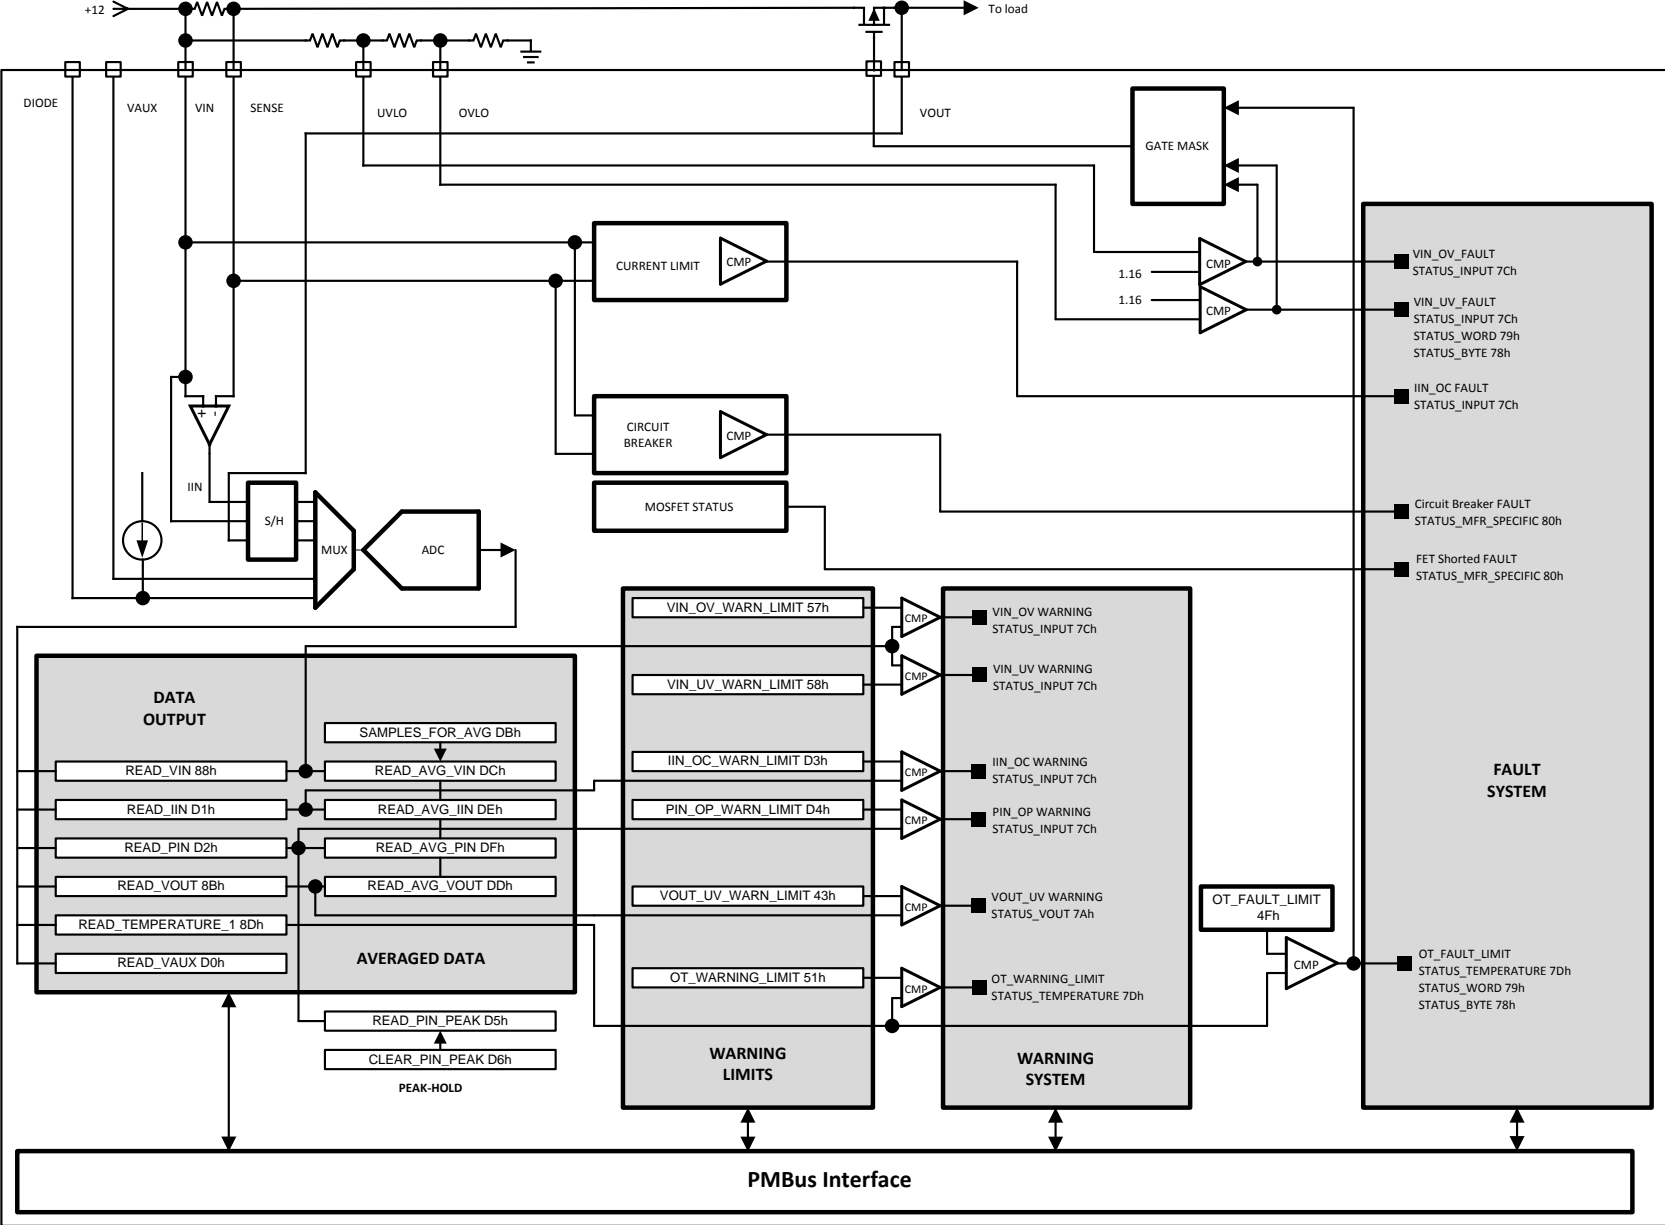 +12
To load
DIODE
VAUX
VIN
SENSE
UVLO
OVLO
VOUT
GATE MASK
CURRENT LIMIT
CMP
1.16
CMP
1.16
CMP
VIN_OV_FAULT
STATUS_INPUT 7Ch
VIN_UV_FAULT
STATUS_INPUT 7Ch
STATUS_WORD 79h
STATUS_BYTE 78h
IIN_OC FAULT
STATUS_INPUT 7Ch
+ -
CIRCUIT
BREAKER
CMP
IIN
S/H
MUX
ADC
MOSFET STATUS
Circuit Breaker FAULT
STATUS_MFR_SPECIFIC 80h
FET Shorted FAULT
STATUS_MFR_SPECIFIC 80h
VIN_OV_WARN_LIMIT 57h
CMP
VIN_OV WARNING
STATUS_INPUT 7Ch
VIN_UV_WARN_LIMIT 58h
CMP
VIN_UV WARNING
STATUS_INPUT 7Ch
DATA
OUTPUT
SAMPLES_FOR_AVG DBh
READ_VIN 88h
READ_AVG_VIN DCh
READ_IIN D1h
READ_AVG_IIN DEh
READ_PIN D2h
READ_AVG_PIN DFh
READ_VOUT 8Bh
READ_AVG_VOUT DDh
READ_TEMPERATURE_1 8Dh
READ_VAUX D0h
AVERAGED DATA
IIN_OC_WARN_LIMIT D3h
CMP
IIN_OC WARNING
STATUS_INPUT 7Ch
PIN_OP_WARN_LIMIT D4h
CMP
PIN_OP WARNING
STATUS_INPUT 7Ch
VOUT_UV_WARN_LIMIT 43h
CMP
VOUT_UV WARNING
STATUS_VOUT 7Ah
OT_WARNING_LIMIT 51h
CMP
OT_WARNING_LIMIT
STATUS_TEMPERATURE 7Dh
FAULT
SYSTEM
OT_FAULT_LIMIT
4Fh
CMP
OT_FAULT_LIMIT
STATUS_TEMPERATURE 7Dh
STATUS_WORD 79h
STATUS_BYTE 78h
READ_PIN_PEAK D5h
CLEAR_PIN_PEAK D6h
PEAK-HOLD
WARNING
LIMITS
WARNING
SYSTEM
PMBus Interface